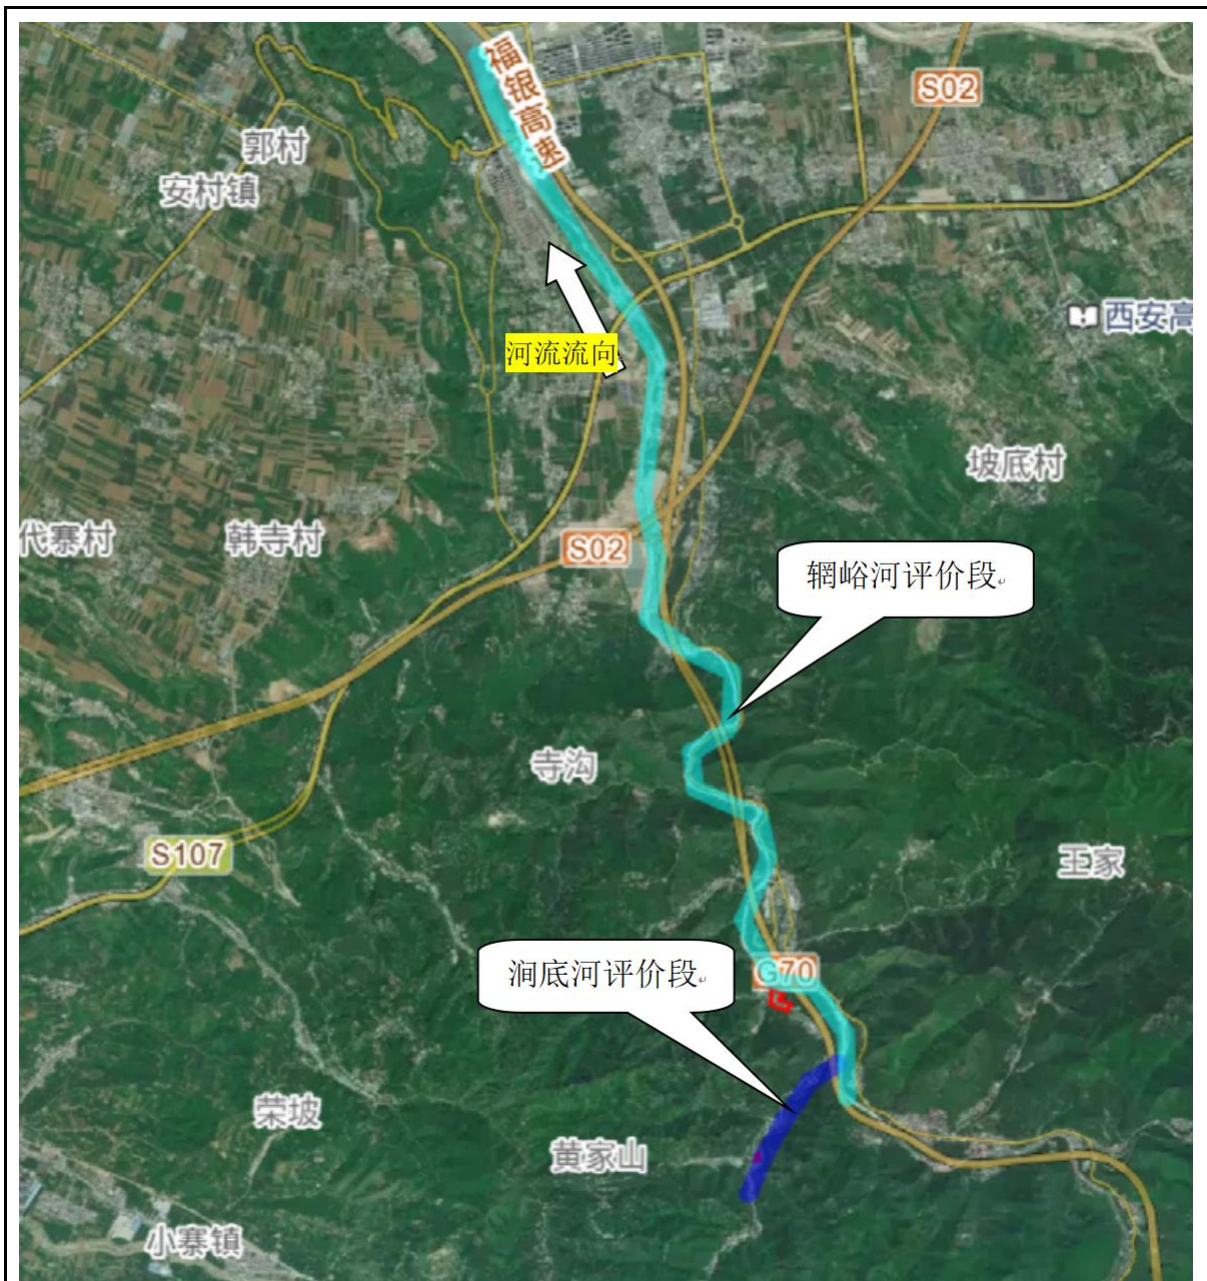 福银高速
S02
郭村
安村镇
西安高
河流流向
坡底村
代寨村
韩寺村
S02
辋峪河评价段
寺沟
S107
王家
涧底河评价段
G70
荣坡
黄家山
小寨镇